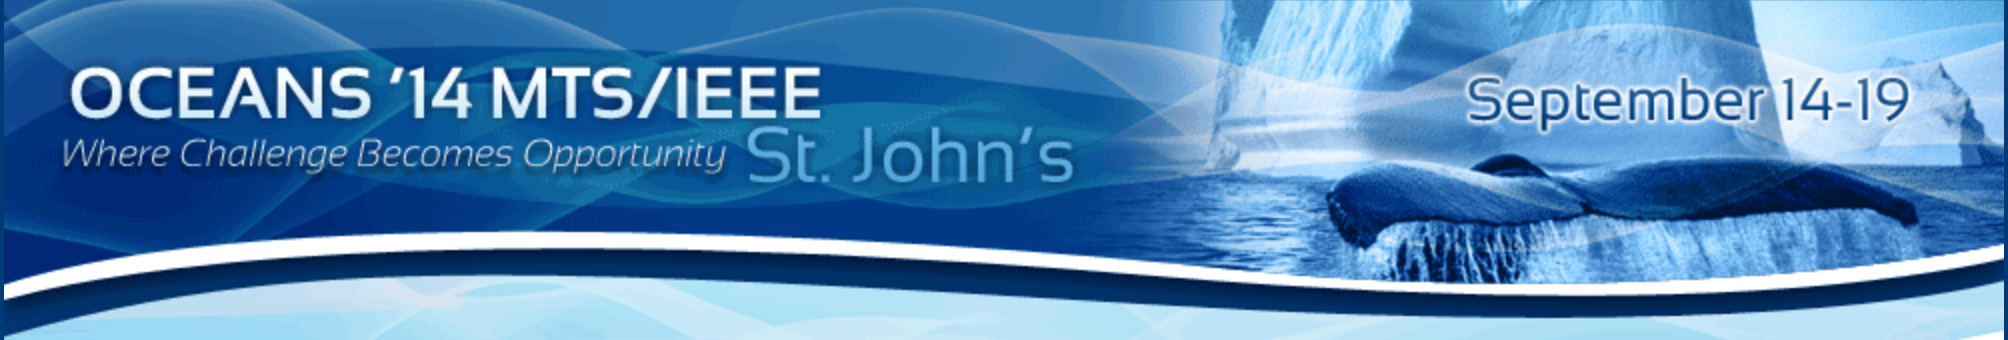 OCEANS '14 MTS/IEEE
Where Challenge Becomes Opportunity
St. John's
September 14-19